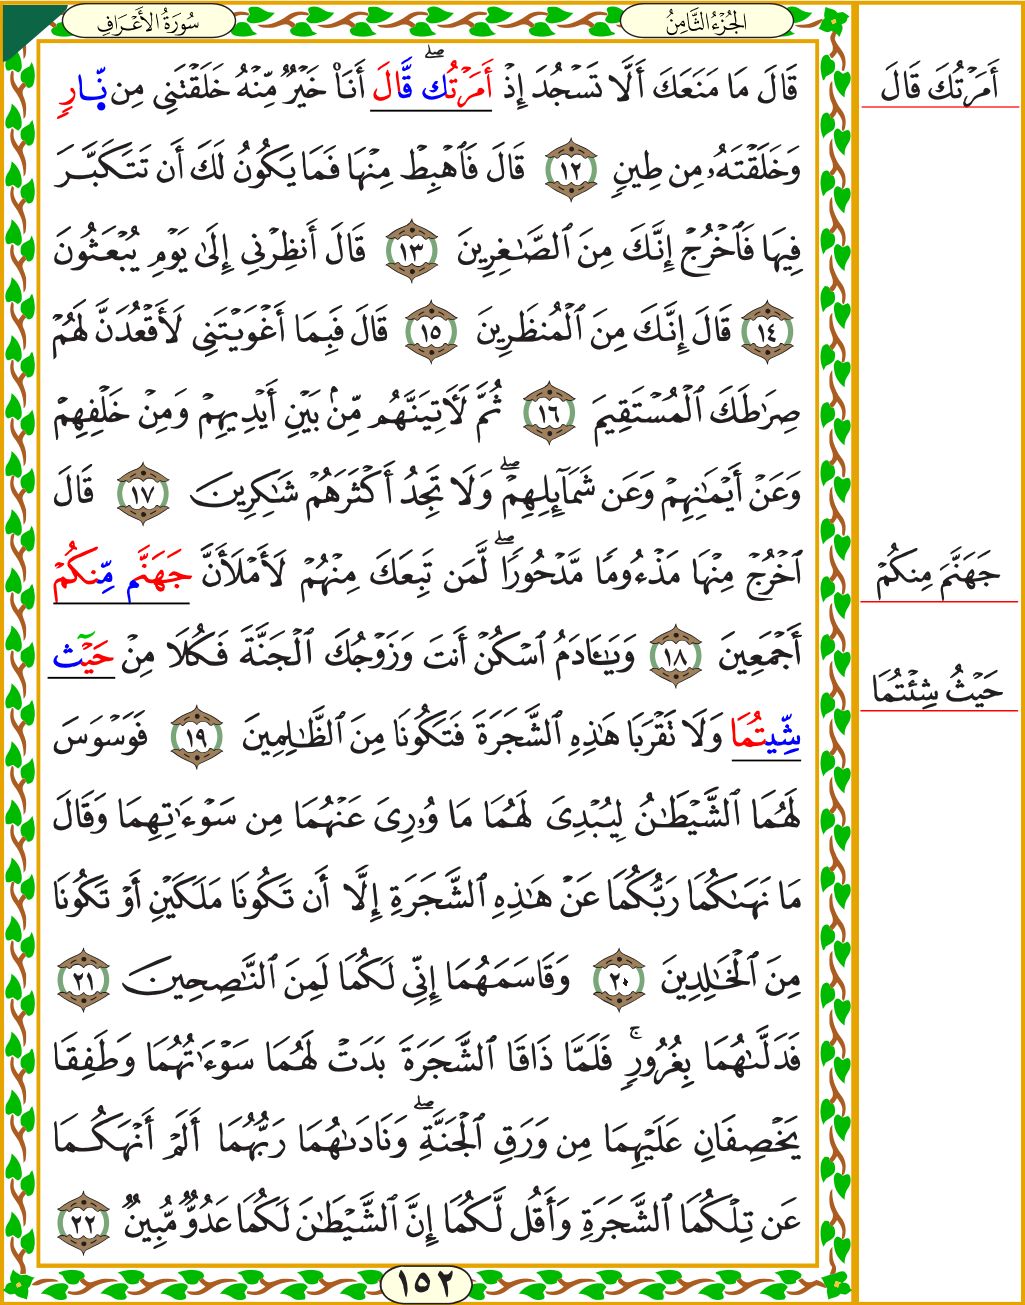 سُورَةُ الأَعْرَافِ
الجُزْءُ الثَّامِنُ
قَالَ مَا مَنَعَكَ أَلَّا تَسْجُدَ إِذْ أَمَرْتُك قَّالَ ۖ أَنَا۠ خَيْرٌ مِّنْهُ خَلَقْتَنِى مِن نِّارٍ
وَخَلَقْتَهُۥ مِن طِينٍ ١٢ قَالَ فَٱهْبِطْ مِنْهَا فَمَا يَكُونُ لَكَ أَن تَتَكَبَّرَ
فِيهَا فَٱخْرُجْ إِنَّكَ مِنَ ٱلصَّٰغِرِينَ ١٣ قَالَ أَنظِرْنِى إِلَىٰ يَوْمِ يُبْعَثُونَ
١٤ قَالَ إِنَّكَ مِنَ ٱلْمُنظَرِينَ ١٥ قَالَ فَبِمَا أَغْوَيْتَنِى لَأَقْعُدَنَّ لَهُمْ
صِرَٰطَكَ ٱلْمُسْتَقِيمَ ١٦ ثُمَّ لَأَتِيَنَّهُم مِّنۢ بَيْنِ أَيْدِيهِمْ وَمِنْ خَلْفِهِمْ
وَعَنْ أَيْمَٰنِهِمْ وَعَن شَمَآئِلِهِمْ ۖ وَلَا تَجِدُ أَكْثَرَهُمْ شَٰكِرِينَ ١٧ قَالَ
ٱخْرُجْ مِنْهَا مَذْءُومًا مَّدْحُورًا ۖ لَّمَن تَبِعَكَ مِنْهُمْ لَأَمْلَأَنَّ جَهَنَّم مِّنكُمْ
أَجْمَعِينَ ١٨ وَيَٰـَٔادَمُ ٱسْكُنْ أَنتَ وَزَوْجُكَ ٱلْجَنَّةَ فَكُلَا مِنْ حَيْٓث
شِّيتُمَا وَلَا تَقْرَبَا هَٰذِهِ ٱلشَّجَرَةَ فَتَكُونَا مِنَ ٱلظَّٰلِمِينَ ١٩ فَوَسْوَسَ
لَهُمَا ٱلشَّيْطَٰنُ لِيُبْدِىَ لَهُمَا مَا وُۥرِىَ عَنْهُمَا مِن سَوْءَٰتِهِمَا وَقَالَ
مَا نَهَىٰكُمَا رَبُّكُمَا عَنْ هَٰذِهِ ٱلشَّجَرَةِ إِلَّا أَن تَكُونَا مَلَكَيْنِ أَوْ تَكُونَا
مِنَ ٱلْخَٰلِدِينَ ٢٠ وَقَاسَمَهُمَا إِنِّى لَكُمَا لَمِنَ ٱلنَّٰصِحِينَ ٢١
فَدَلَّىٰهُمَا بِغُرُورٍ ۚ فَلَمَّا ذَاقَا ٱلشَّجَرَةَ بَدَتْ لَهُمَا سَوْءَٰتُهُمَا وَطَفِقَا
يَخْصِفَانِ عَلَيْهِمَا مِن وَرَقِ ٱلْجَنَّةِ ۖ وَنَادَىٰهُمَا رَبُّهُمَا أَلَمْ أَنْهَكُمَا
عَن تِلْكُمَا ٱلشَّجَرَةِ وَأَقُل لَّكُمَا إِنَّ ٱلشَّيْطَٰنَ لَكُمَا عَدُوٌّ مُّبِينٌ ٢٢
١٥٢
أَمَرْتُكَ قَالَ
جَهَنَّمَ مِنكُمْ
حَيْثُ شِئْتُمَا